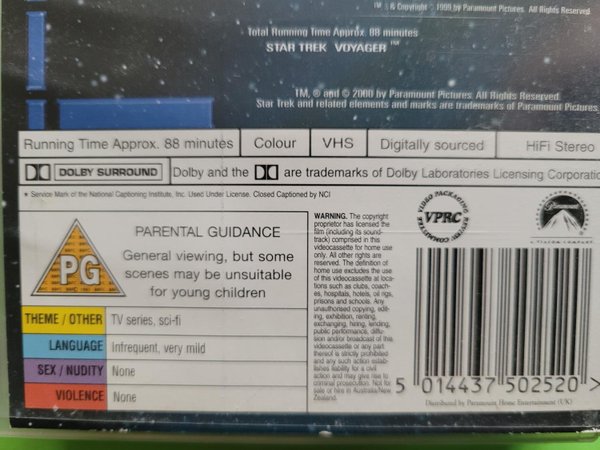 & Copyright 1999 by Paramount Pictures. All Rights Reserved
Total Running Time Approx. 88 minutes
STAR TREK VOYAGER™
TM, ® and © 2000 by Paramount Pictures. All Rights Reserved.
Star Trek and related elements and marks are trademarks of Paramount Pictures.
Running Time Approx. 88 minutes Colour VHS Digitally sourced HiFi Stereo
DOLBY SURROUND Dolby and the are trademarks of Dolby Laboratories Licensing Corporatio
* Service Mark of the National Captioning Institute, Inc. Used Under License. Closed Captioned by NCI
PG
PARENTAL GUIDANCE
General viewing, but some
scenes may be unsuitable
for young children
THEME / OTHER TV series, sci-fi
LANGUAGE Infrequent, very mild
SEX / NUDITY None
VIOLENCE None
WARNING. The copyright
proprietor has licensed the
film (including its sound-
track) comprised in this
videocassette for home use
only. All other rights are
reserved. The definition of
home use excludes the use
of this videocassette at loca-
tions such as clubs, coach-
es, hospitals, hotels, oil rigs,
prisons and schools. Any
unauthorised copying, edit-
ing, exhibition, renting,
exchanging, hiring, lending,
public performance, diffu-
sion and/or broadcast of this
videocassette or any part
thereof is strictly prohibited
and any such action estab-
lishes liability for a civil
action and may give rise to
criminal prosecution. Not for
sale or hire in Australia/New
Zealand.
VIDEO PACKAGING REVIEW COMMITTEE
VPRC
Paramount
5 014437 502520 >
Distributed by Paramount Home Entertainment (UK)